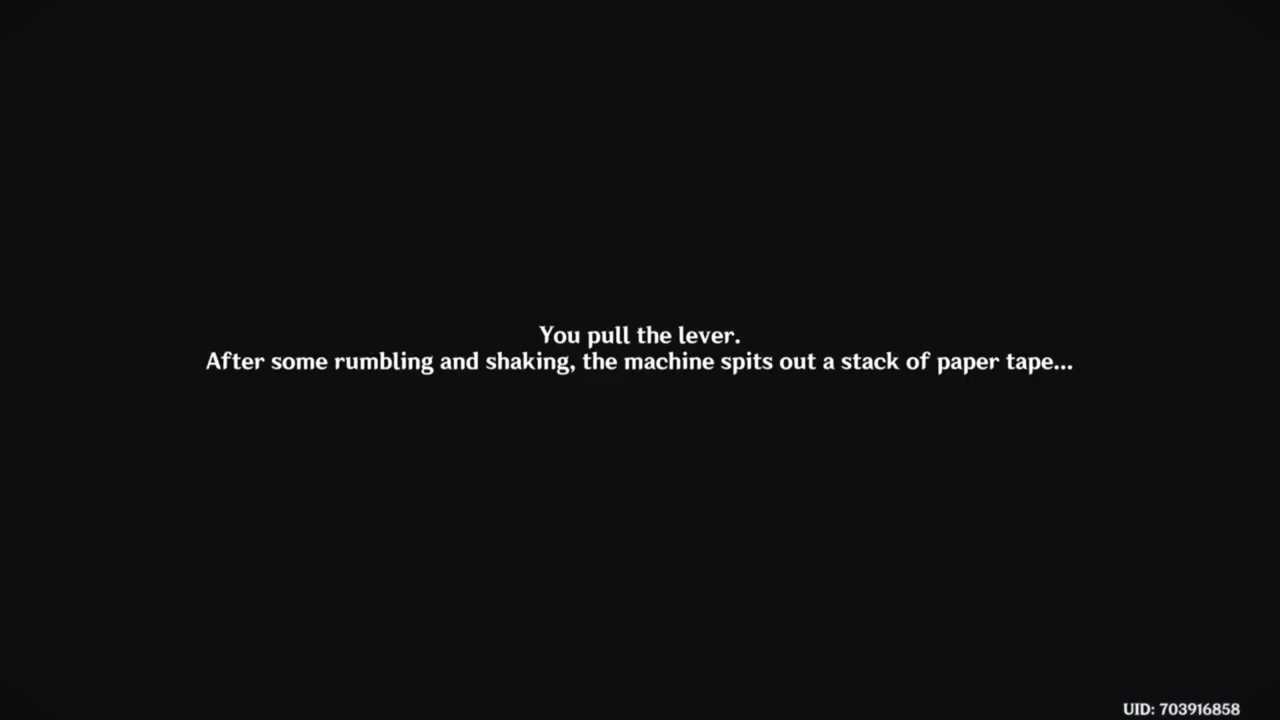 You pull the lever.
After some rumbling and shaking, the machine spits out a stack of paper tape...
UID: 703916858